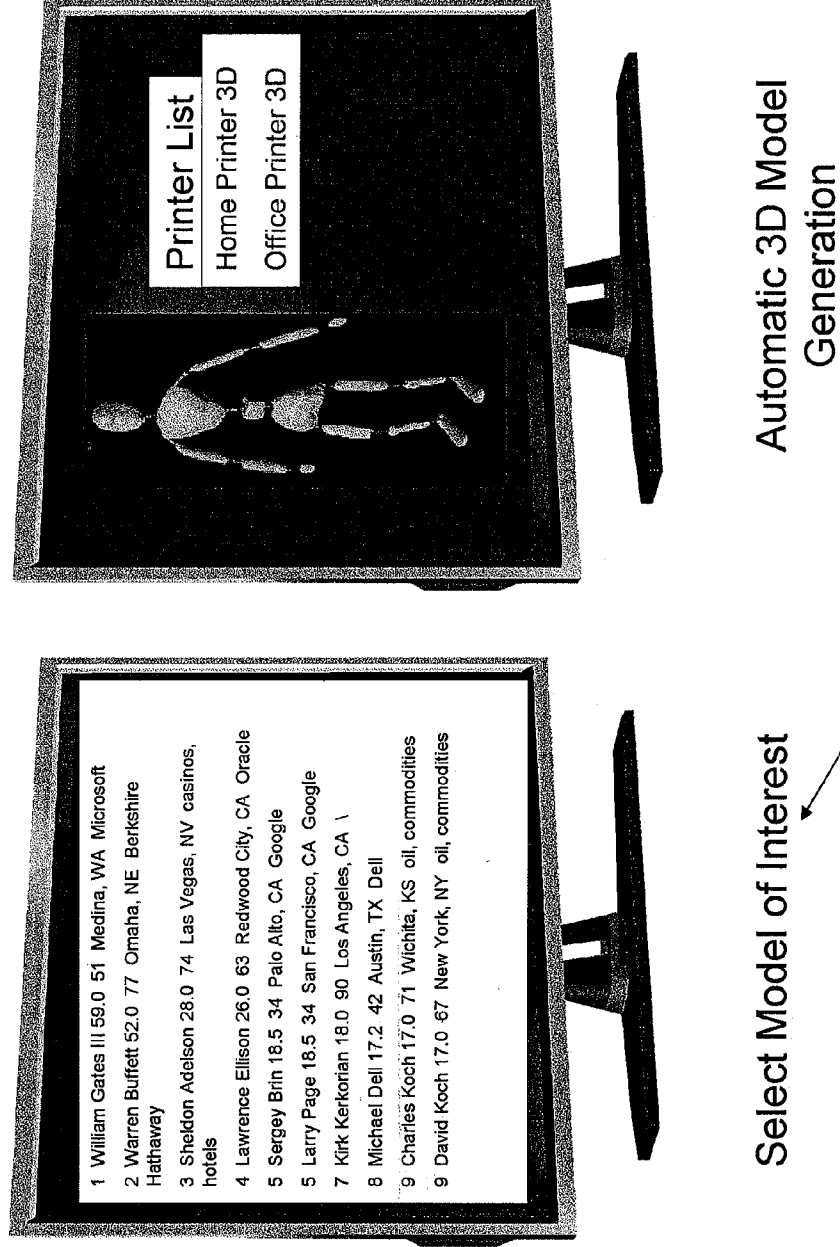 1 William Gates III 59.0 51 Medina, WA Microsoft
2 Warren Buffett 52.0 77 Omaha, NE Berkshire
Hathaway
3 Sheldon Adelson 28.0 74 Las Vegas, NV casinos,
hotels
4 Lawrence Ellison 26.0 63 Redwood City, CA Oracle
5 Sergey Brin 18.5 34 Palo Alto, CA Google
5 Larry Page 18.5 34 San Francisco, CA Google
7 Kirk Kerkorian 18.0 90 Los Angeles, CA \
8 Michael Dell 17.2 42 Austin, TX Dell
9 Charles Koch 17.0 71 Wichita, KS oil, commodities
9 David Koch 17.0 67 New York, NY oil, commodities
Select Model of Interest
Printer List
Home Printer 3D
Office Printer 3D
Automatic 3D Model
Generation